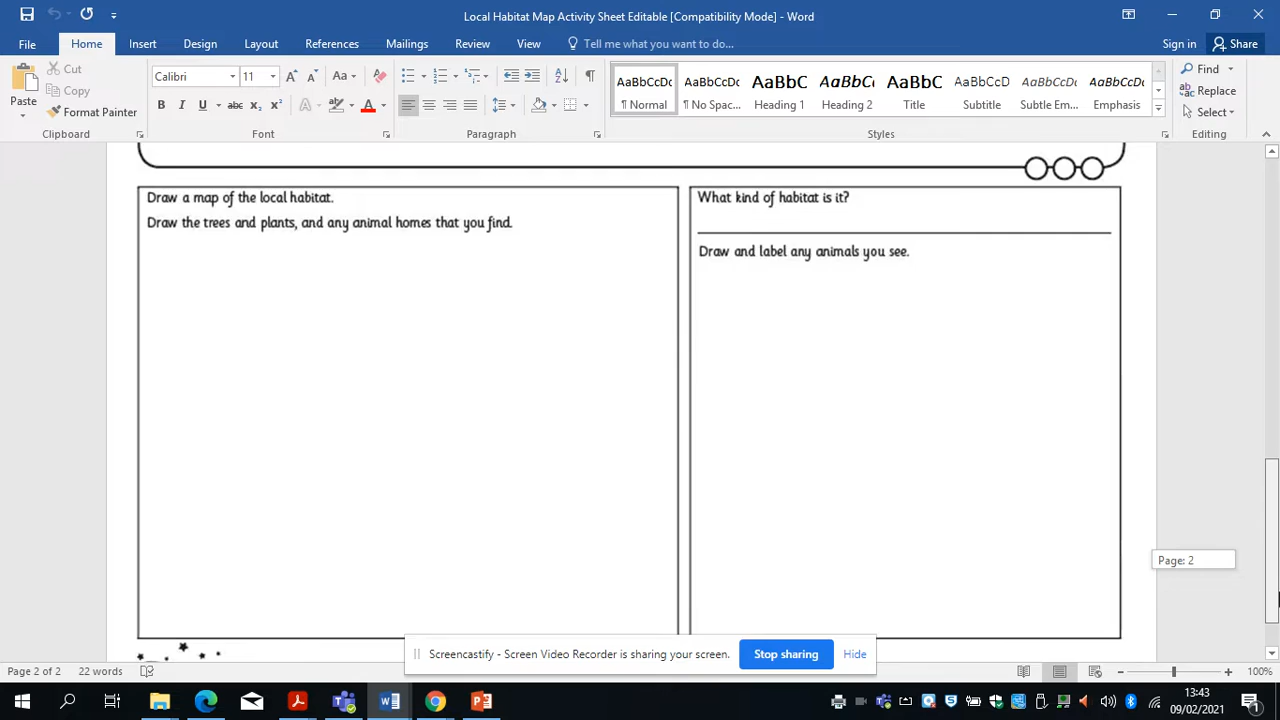 Local Habitat Map Activity Sheet Editable [Compatibility Mode] - Word
File Home Insert Design Layout References Mailings Review View Tell me what you want to do... Sign in Share
Paste Cut Copy Format Painter
Clipboard
Calibri 11 Aa
B I U abc x₂ x² A A
Font
Paragraph
AaBbCcDc AaBbCcDc AaBbC AaBbCc AaBbC AaBbCcD AaBbCcDc AaBbCcDc
¶ Normal ¶ No Spac... Heading 1 Heading 2 Title Subtitle Subtle Em... Emphasis
Styles
Find
Replace
Select
Editing
Draw a map of the local habitat.
Draw the trees and plants, and any animal homes that you find.
What kind of habitat is it?
Draw and label any animals you see.
Page: 2
Screencastify - Screen Video Recorder is sharing your screen. Stop sharing Hide
Page 2 of 2 22 words 100%
13:43
09/02/2021